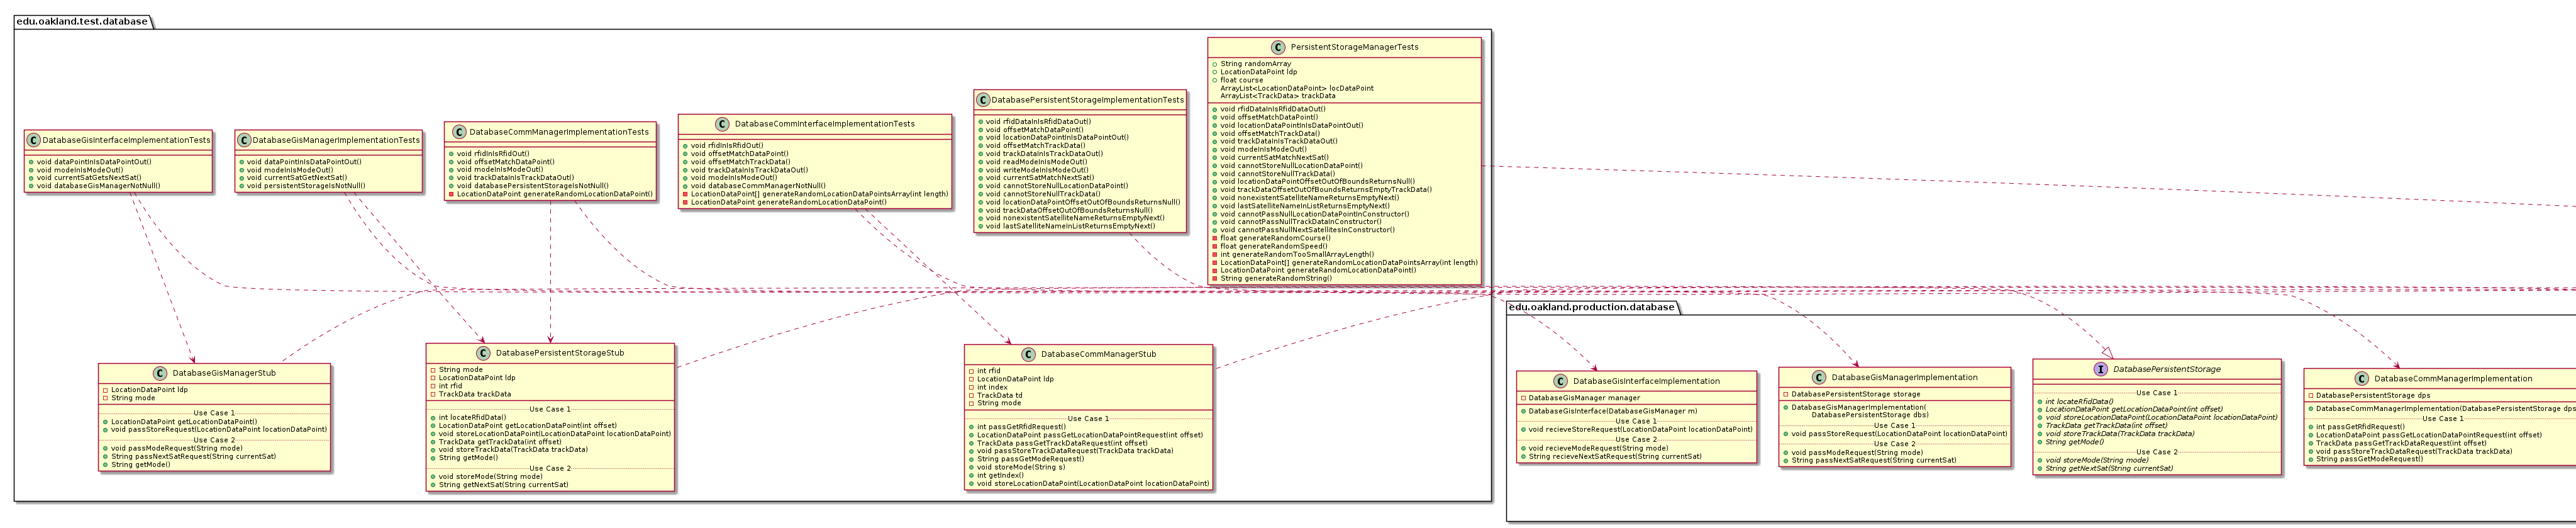 edu.oakland.test.database
PersistentStorageManagerTests
String randomArray
LocationDataPoint ldp
float course
ArrayList<LocationDataPoint> locDataPoint
ArrayList<TrackData> trackData
void rfidDataInIsRfidDataOut()
void offsetMatchDataPoint()
void locationDataPointInIsDataPointOut()
void offsetMatchTrackData()
void trackDataInIsTrackDataOut()
void modeInIsModeOut()
void currentSatMatchNextSat()
void cannotStoreNullLocationDataPoint()
void cannotStoreNullTrackData()
void locationDataPointOffsetOutOfBoundsReturnsNull()
void trackDataOffsetOutOfBoundsReturnsEmptyTrackData()
void nonexistentSatelliteNameReturnsEmptyNext()
void lastSatelliteNameInListReturnsEmptyNext()
void cannotPassNullLocationDataPointInConstructor()
void cannotPassNullTrackDataInConstructor()
void cannotPassNullNextSatellitesInConstructor()
float generateRandomCourse()
float generateRandomSpeed()
int generateRandomTooSmallArrayLength()
LocationDataPoint[] generateRandomLocationDataPointsArray(int length)
LocationDataPoint generateRandomLocationDataPoint()
String generateRandomString()
DatabasePersistentStorageImplementationTests
void rfidDataInIsRfidDataOut()
void offsetMatchDataPoint()
void locationDataPointInIsDataPointOut()
void offsetMatchTrackData()
void trackDataInIsTrackDataOut()
void readModeInIsModeOut()
void writeModeInIsModeOut()
void currentSatMatchNextSat()
void cannotStoreNullLocationDataPoint()
void cannotStoreNullTrackData()
void locationDataPointOffsetOutOfBoundsReturnsNull()
void trackDataOffsetOutOfBoundsReturnsNull()
void nonexistentSatelliteNameReturnsEmptyNext()
void lastSatelliteNameInListReturnsEmptyNext()
DatabaseCommInterfaceImplementationTests
void rfidInIsRfidOut()
void offsetMatchDataPoint()
void offsetMatchTrackData()
void trackDataInIsTrackDataOut()
void modeInIsModeOut()
void databaseCommManagerNotNull()
LocationDataPoint[] generateRandomLocationDataPointsArray(int length)
LocationDataPoint generateRandomLocationDataPoint()
DatabaseCommManagerImplementationTests
void rfidInIsRfidOut()
void offsetMatchDataPoint()
void modeInIsModeOut()
void trackDataInIsTrackDataOut()
void databasePersistentStorageIsNotNull()
LocationDataPoint generateRandomLocationDataPoint()
DatabaseGisManagerImplementationTests
void dataPointInIsDataPointOut()
void modeInIsModeOut()
void currentSatGetNextSat()
void persistentStorageIsNotNull()
DatabaseGisInterfaceImplementationTests
void dataPointInIsDataPointOut()
void modeInIsModeOut()
void currentSatGetsNextSat()
void databaseGisManagerNotNull()
DatabaseGisManagerStub
LocationDataPoint ldp
String mode
Use Case 1
LocationDataPoint getLocationDataPoint()
void passStoreRequest(LocationDataPoint locationDataPoint)
Use Case 2
void passModeRequest(String mode)
String passNextSatRequest(String currentSat)
String getMode()
DatabasePersistentStorageStub
String mode
LocationDataPoint ldp
int rfid
TrackData trackData
Use Case 1
int locateRfidData()
LocationDataPoint getLocationDataPoint(int offset)
void storeLocationDataPoint(LocationDataPoint locationDataPoint)
TrackData getTrackData(int offset)
void storeTrackData(TrackData trackData)
String getMode()
Use Case 2
void storeMode(String mode)
String getNextSat(String currentSat)
DatabaseCommManagerStub
int rfid
LocationDataPoint ldp
int index
TrackData td
String mode
Use Case 1
int passGetRfidRequest()
LocationDataPoint passGetLocationDataPointRequest(int offset)
TrackData passGetTrackDataRequest(int offset)
void passStoreTrackDataRequest(TrackData trackData)
String passGetModeRequest()
void storeMode(String s)
int getIndex()
void storeLocationDataPoint(LocationDataPoint locationDataPoint)
edu.oakland.production.database
DatabaseGisInterfaceImplementation
DatabaseGisManager manager
DatabaseGisInterface(DatabaseGisManager m)
Use Case 1
void recieveStoreRequest(LocationDataPoint locationDataPoint)
Use Case 2
void recieveModeRequest(String mode)
String recieveNextSatRequest(String currentSat)
DatabaseGisManagerImplementation
DatabasePersistentStorage storage
DatabaseGisManagerImplementation(
DatabasePersistentStorage dbs)
Use Case 1
void passStoreRequest(LocationDataPoint locationDataPoint)
Use Case 2
void passModeRequest(String mode)
String passNextSatRequest(String currentSat)
DatabasePersistentStorage
Use Case 1
int locateRfidData()
LocationDataPoint getLocationDataPoint(int offset)
void storeLocationDataPoint(LocationDataPoint locationDataPoint)
TrackData getTrackData(int offset)
void storeTrackData(TrackData trackData)
String getMode()
Use Case 2
void storeMode(String mode)
String getNextSat(String currentSat)
DatabaseCommManagerImplementation
DatabasePersistentStorage dps
DatabaseCommManagerImplementation(DatabasePersistentStorage dps
Use Case 1
int passGetRfidRequest()
LocationDataPoint passGetLocationDataPointRequest(int offset)
TrackData passGetTrackDataRequest(int offset)
Use Case 2
void passStoreTrackDataRequest(TrackData trackData)
String passGetModeRequest()